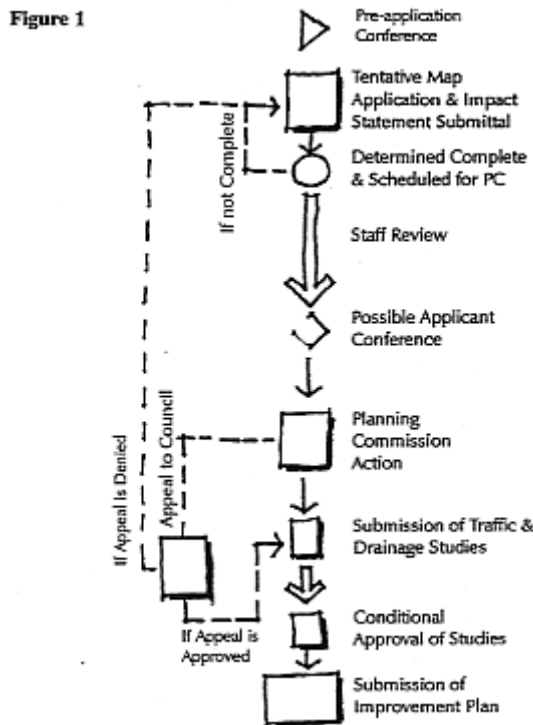 Figure 1
Pre-application
Conference
Tentative Map
Application & Impact
Statement Submittal
If not Complete
Determined Complete
& Scheduled for PC
Staff Review
Possible Applicant
Conference
If Appeal Is Denied
Appeal to Council
Planning
Commission
Action
Submission of Traffic &
Drainage Studies
If Appeal is
Approved
Conditional
Approval of Studies
Submission of
Improvement Plan